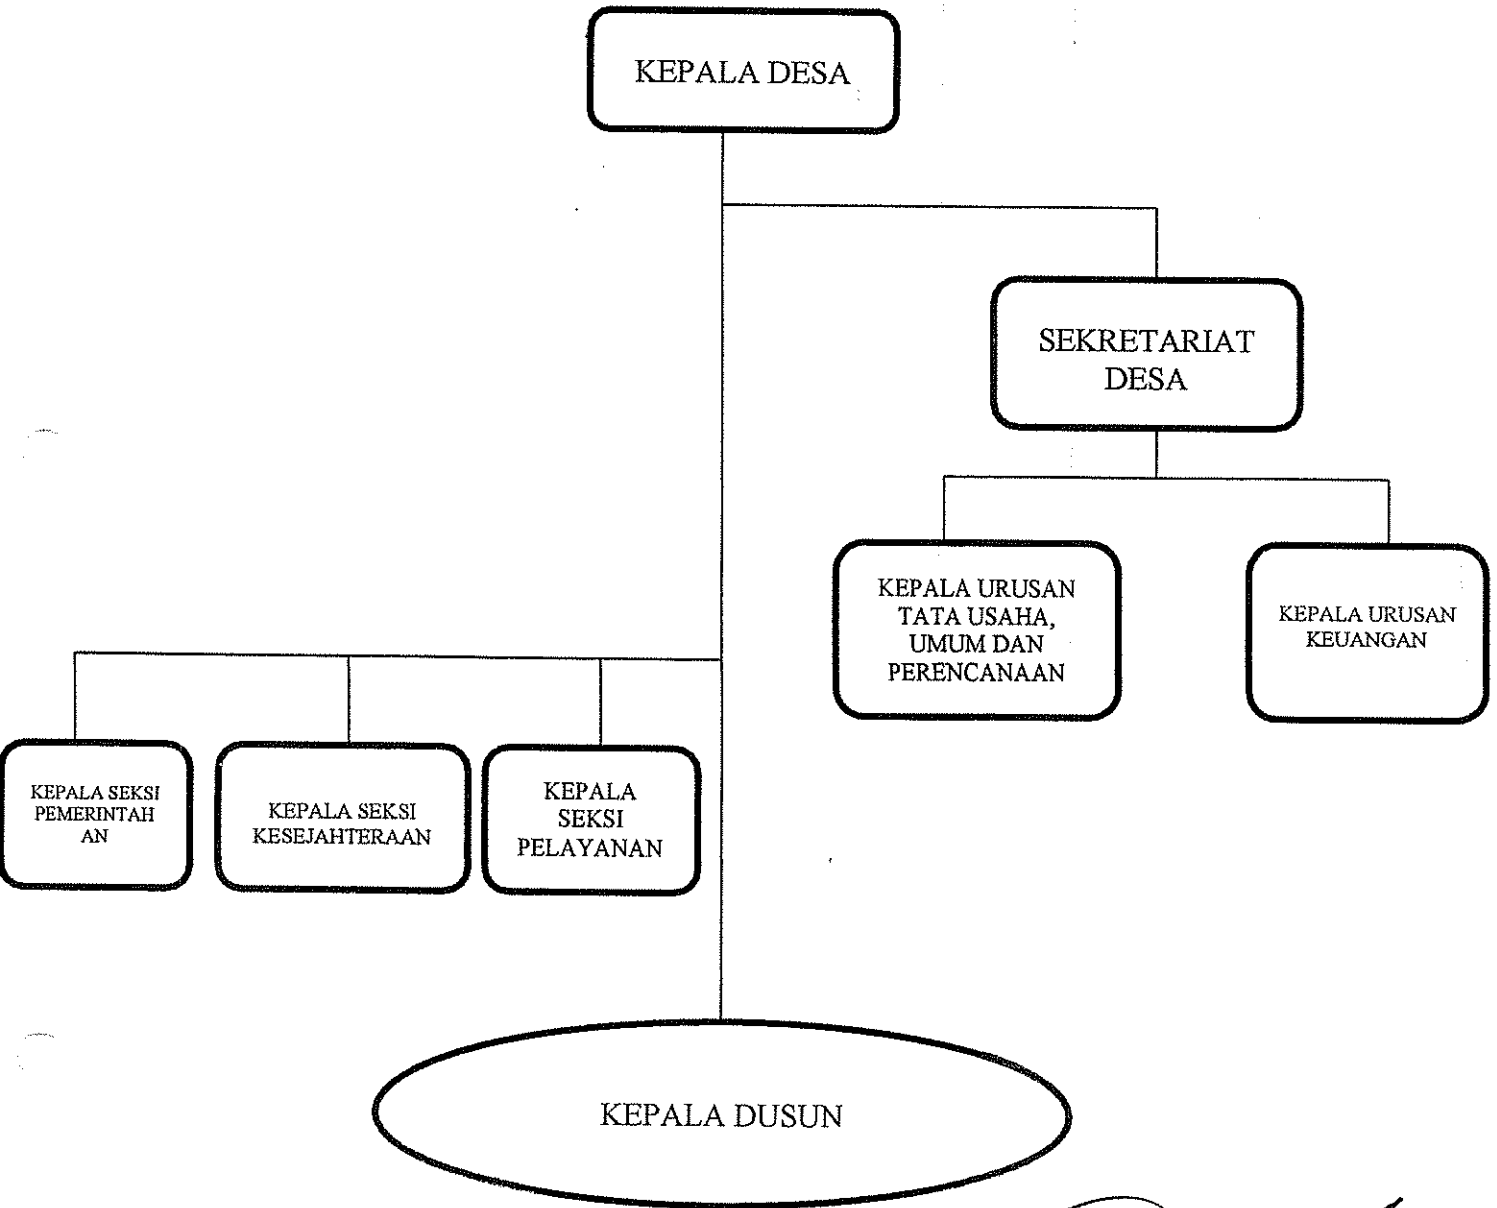 KEPALA DESA
SEKRETARIAT
DESA
KEPALA URUSAN
TATA USAHA,
UMUM DAN
PERENCANAAN
KEPALA URUSAN
KEUANGAN
KEPALA SEKSI
PEMERINTAH
AN
KEPALA SEKSI
KESEJAHTERAAN
KEPALA
SEKSI
PELAYANAN
KEPALA DUSUN